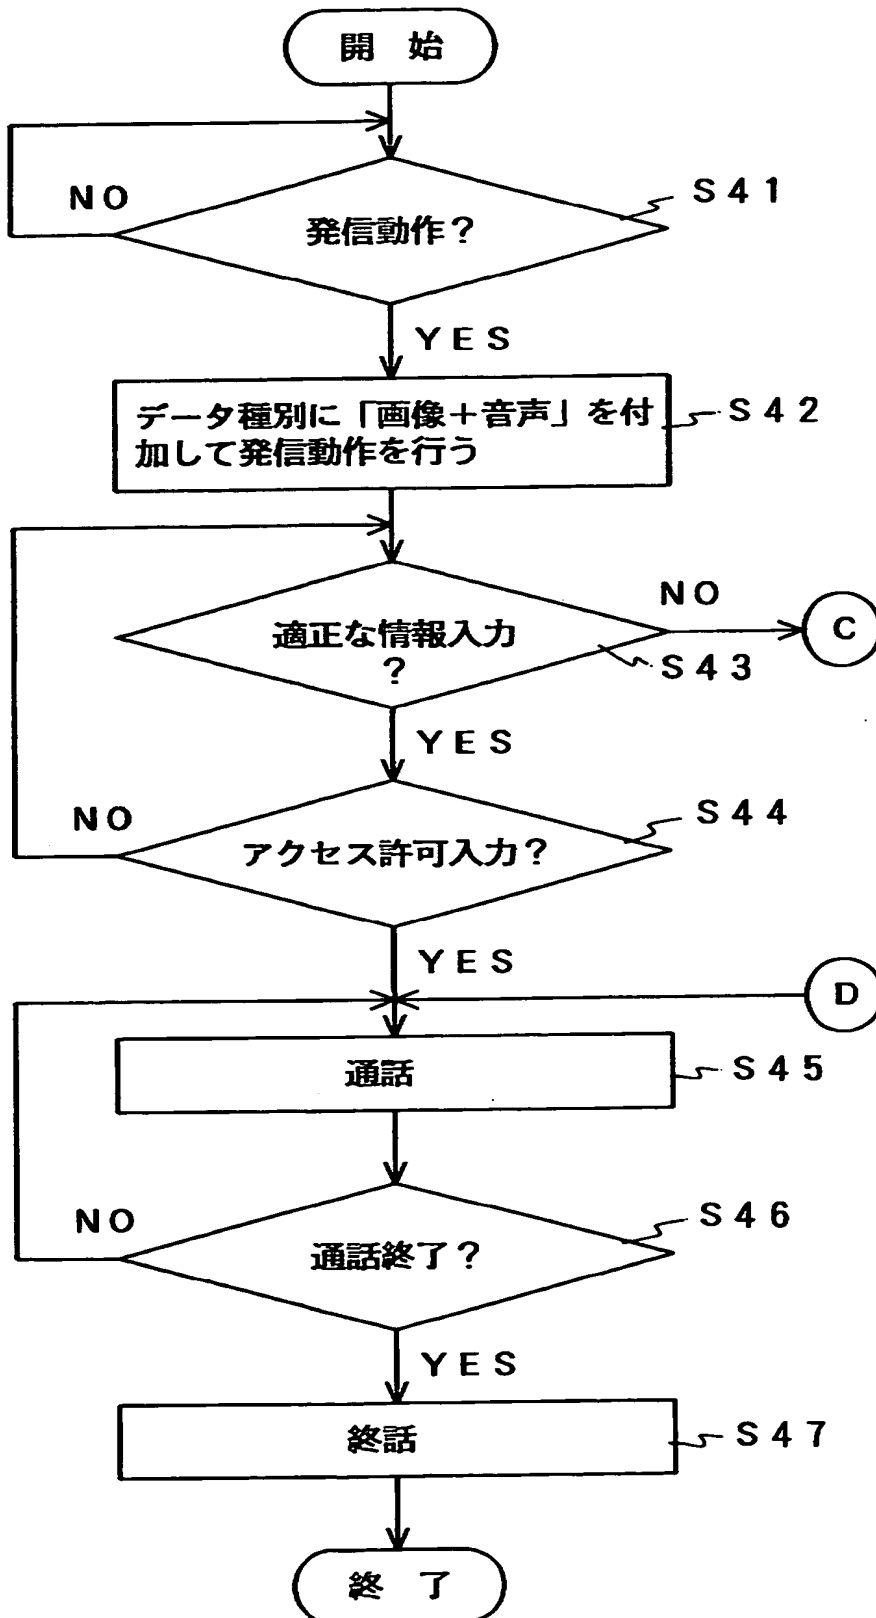 開 始
NO
発信動作?
S41
YES
データ種別に「画像+音声」を付
加して発信動作を行う
S42
NO
C
適正な情報入力
?
S43
YES
NO
アクセス許可入力?
S44
YES
D
通話
S45
NO
通話終了?
S46
YES
終話
S47
終 了